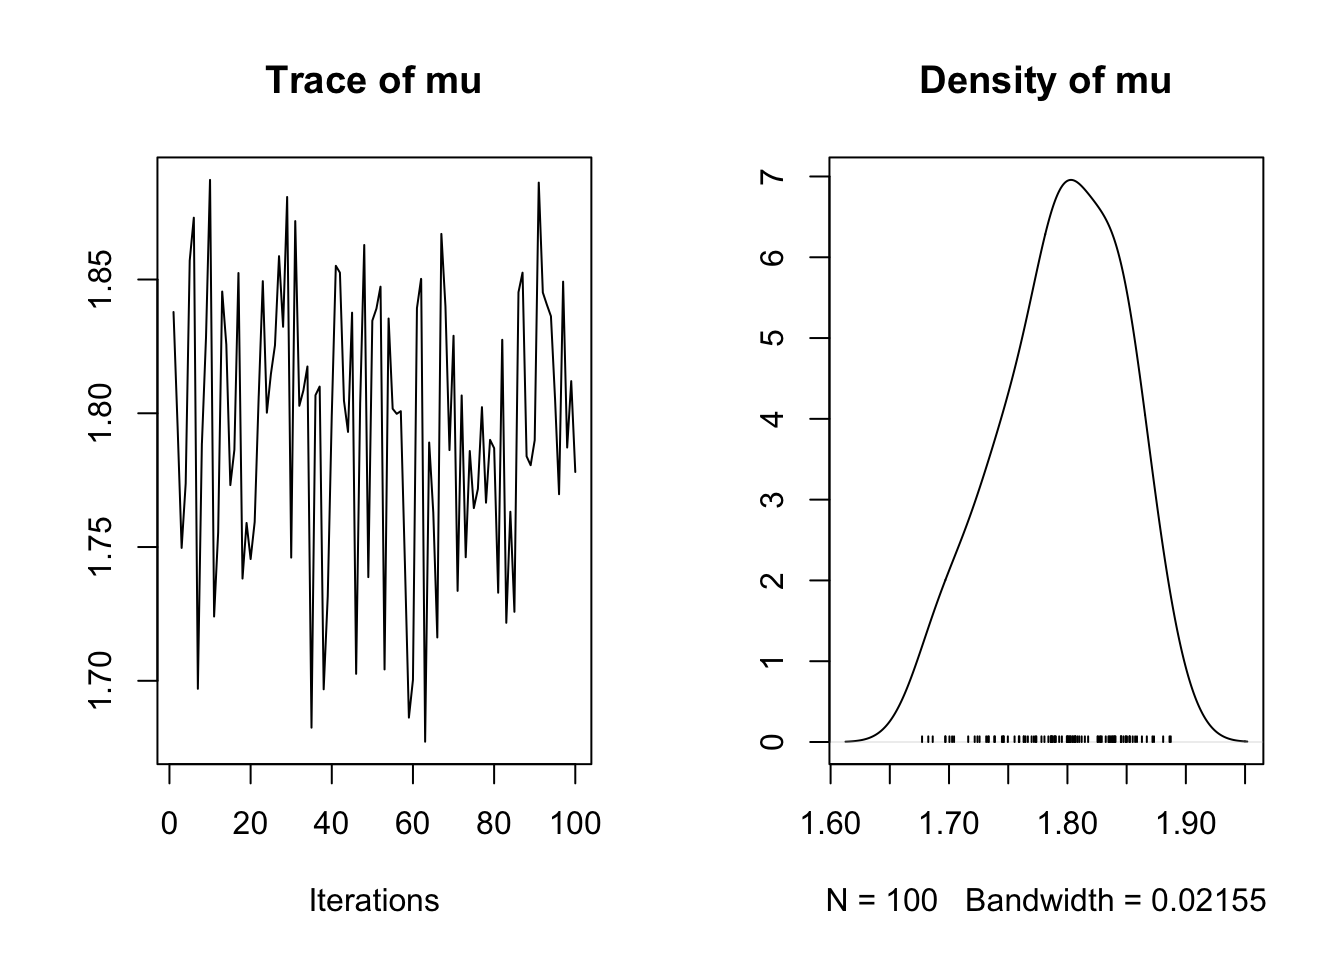 Trace of mu
1.70 1.75 1.80 1.85
0 20 40 60 80 100
Iterations
Density of mu
0 1 2 3 4 5 6 7
1.60 1.70 1.80 1.90
N = 100 Bandwidth = 0.02155